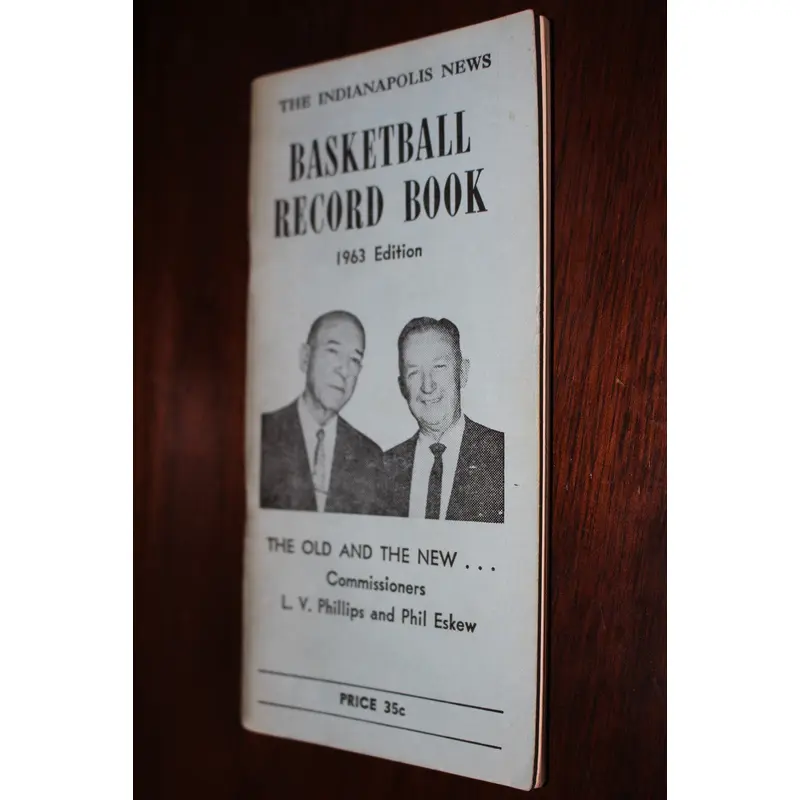 THE INDIANAPOLIS NEWS
BASKETBALL
RECORD BOOK
1963 Edition
THE OLD AND THE NEW . . .
Commissioners
L. V. Phillips and Phil Eskew
PRICE 35c